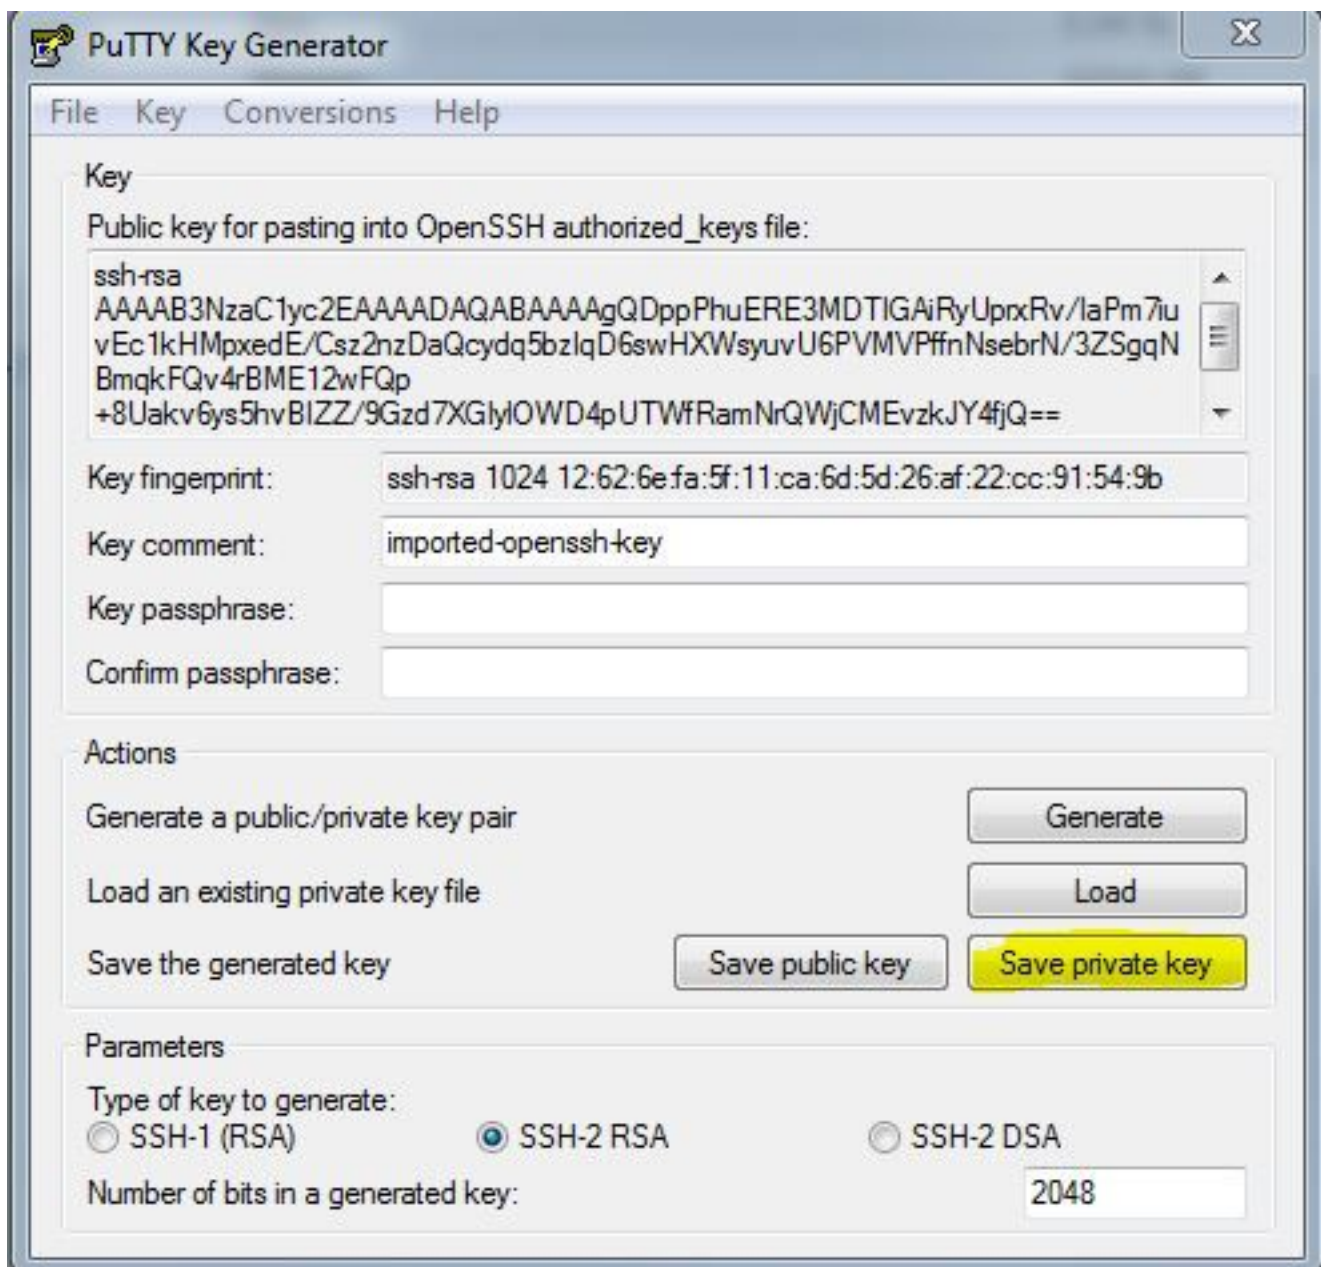 PuTTY Key Generator
File Key Conversions Help
Key
Public key for pasting into OpenSSH authorized_keys file:
ssh-rsa
AAAAB3NzaC1yc2EAAAADAQABAAAAgQDppPhuERE3MDTlGAiRyUprxRv/laPm7iu
vEc1kHMpxedE/Csz2nzDaQcydq5bzlqD6swHXWsyuvU6PVMVPffnNsebrN/3ZSgqN
BmqkFQv4rBME12wFQp
+8Uakv6ys5hvBIZZ/9Gzd7XGlylOWD4pUTWfRamNrQWjCMEvzkJY4fjQ==
Key fingerprint: ssh-rsa 1024 12:62:6e:fa:5f:11:ca:6d:5d:26:af:22:cc:91:54:9b
Key comment: imported-openssh-key
Key passphrase:
Confirm passphrase:
Actions
Generate a public/private key pair Generate
Load an existing private key file Load
Save the generated key Save public key Save private key
Parameters
Type of key to generate:
SSH-1 (RSA) SSH-2 RSA SSH-2 DSA
Number of bits in a generated key: 2048